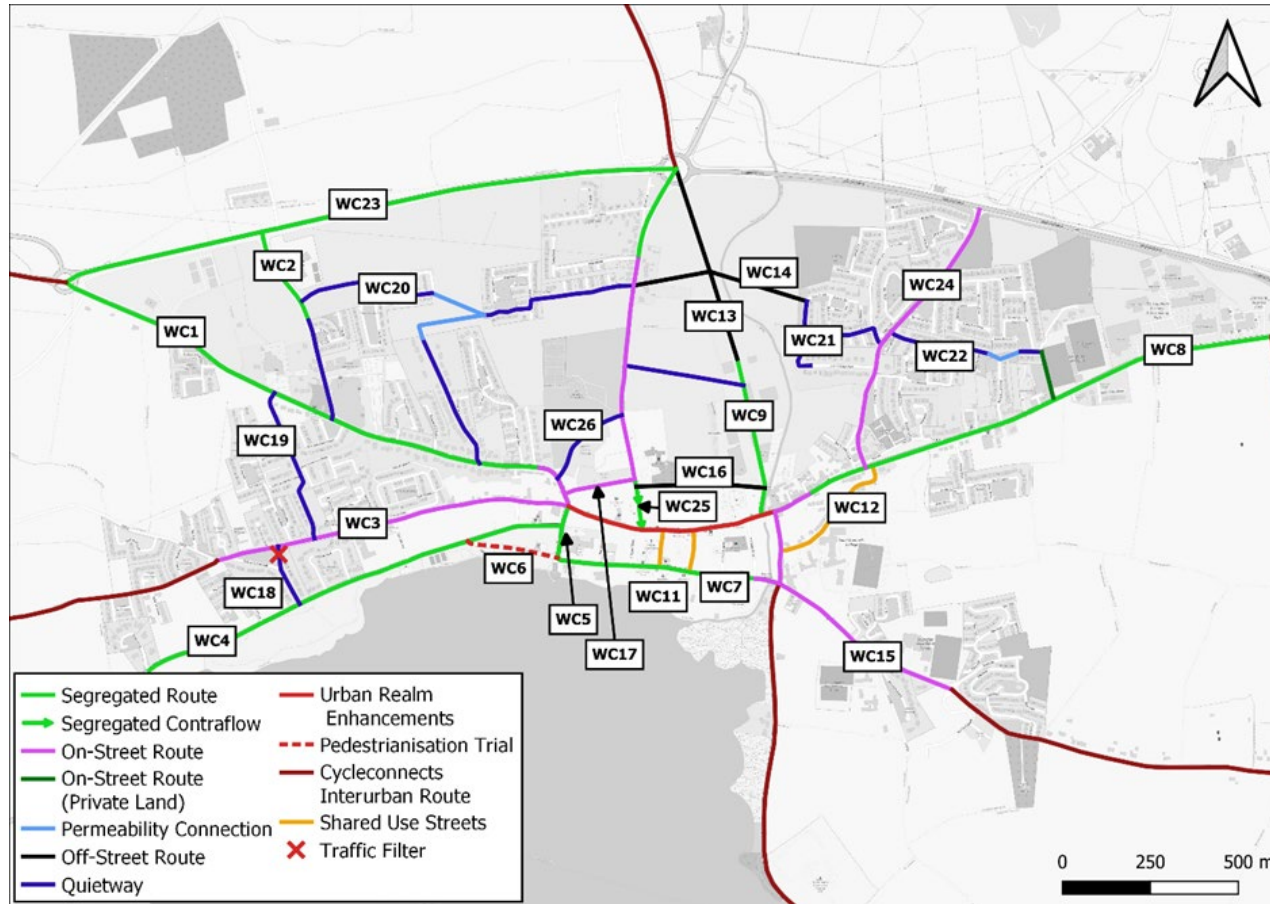 WC23
WC2
WC20
WC14
WC24
WC1
WC13
WC21
WC22
WC8
WC26
WC9
WC19
WC16
WC25
WC12
WC3
WC6
WC18
WC11
WC7
WC5
WC4
WC17
WC15
Segregated Route
Segregated Contraflow
On-Street Route
On-Street Route
(Private Land)
Permeability Connection
Off-Street Route
Quietway
Urban Realm
Enhancements
Pedestrianisation Trial
Cycleconnects
Interurban Route
Shared Use Streets
Traffic Filter
0 250 500 m